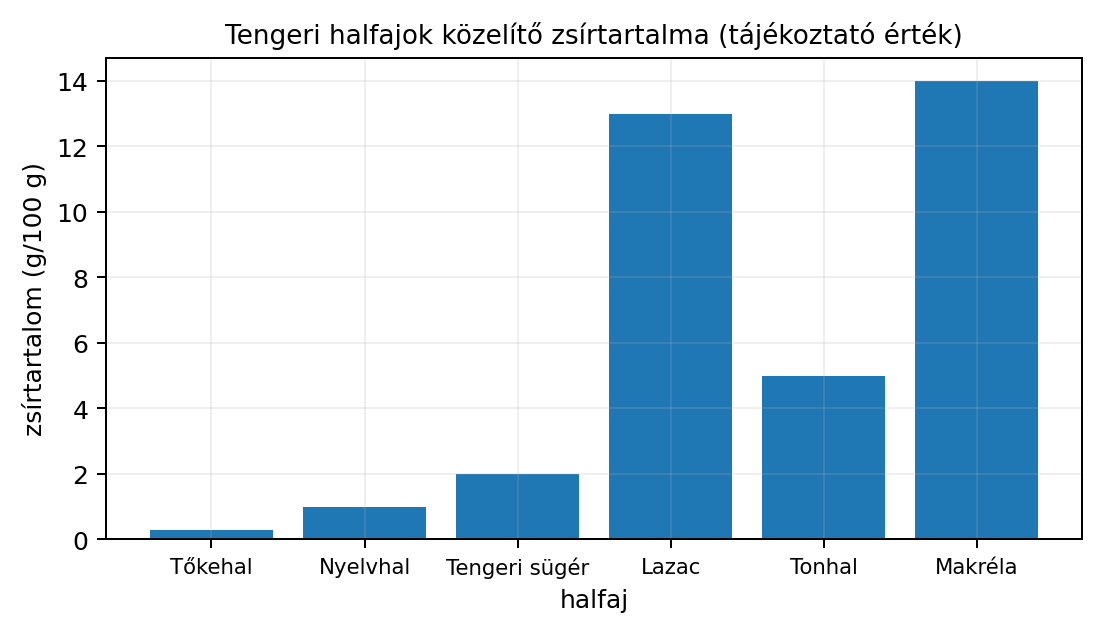 Tengeri halfajok közelítő zsírtartalma (tájékoztató érték)
zsírtartalom (g/100 g)
14
12
10
8
6
4
2
0
Tőkehal Nyelvhal Tengeri sügér Lazac Tonhal Makréla
halfaj